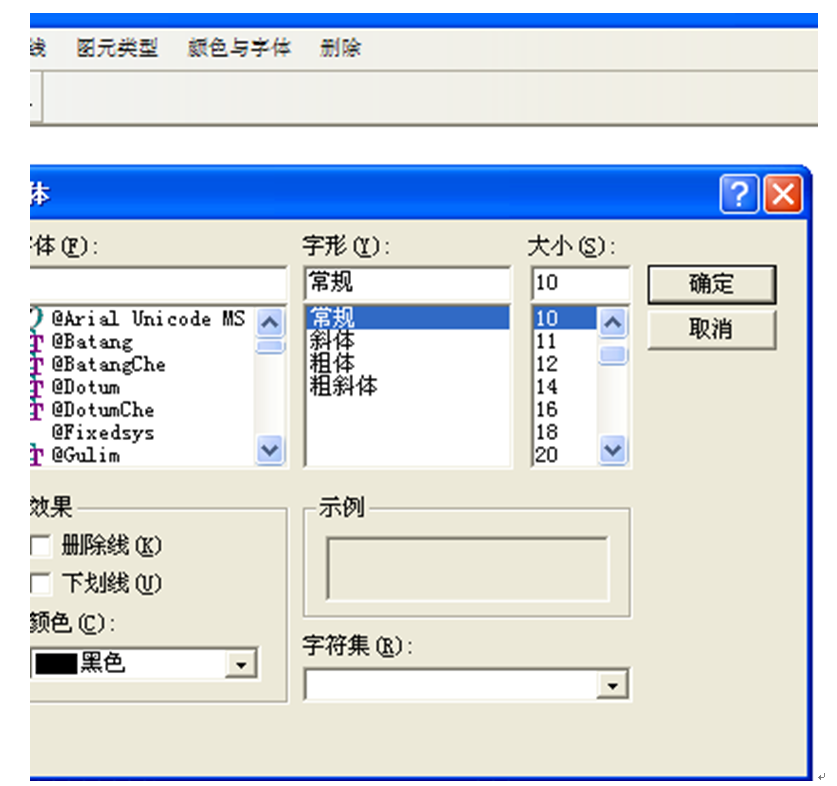 线 图元类型 颜色与字体 删除
体
字体(F): 字形(Y): 大小(S):
常规 10 确定
@Arial Unicode MS 常规 10 取消
@Batang 斜体 11
@BatangChe 粗体 12
@Dotum 粗斜体 14
@DotumChe 16
@Fixedsys 18
@Gulim 20
效果 示例
删除线(K)
下划线(U)
颜色(C):
黑色
字符集(R):